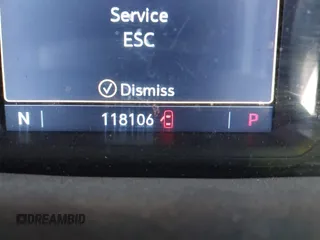 Service
ESC
Dismiss
N | 118106 | P
DREAMBID